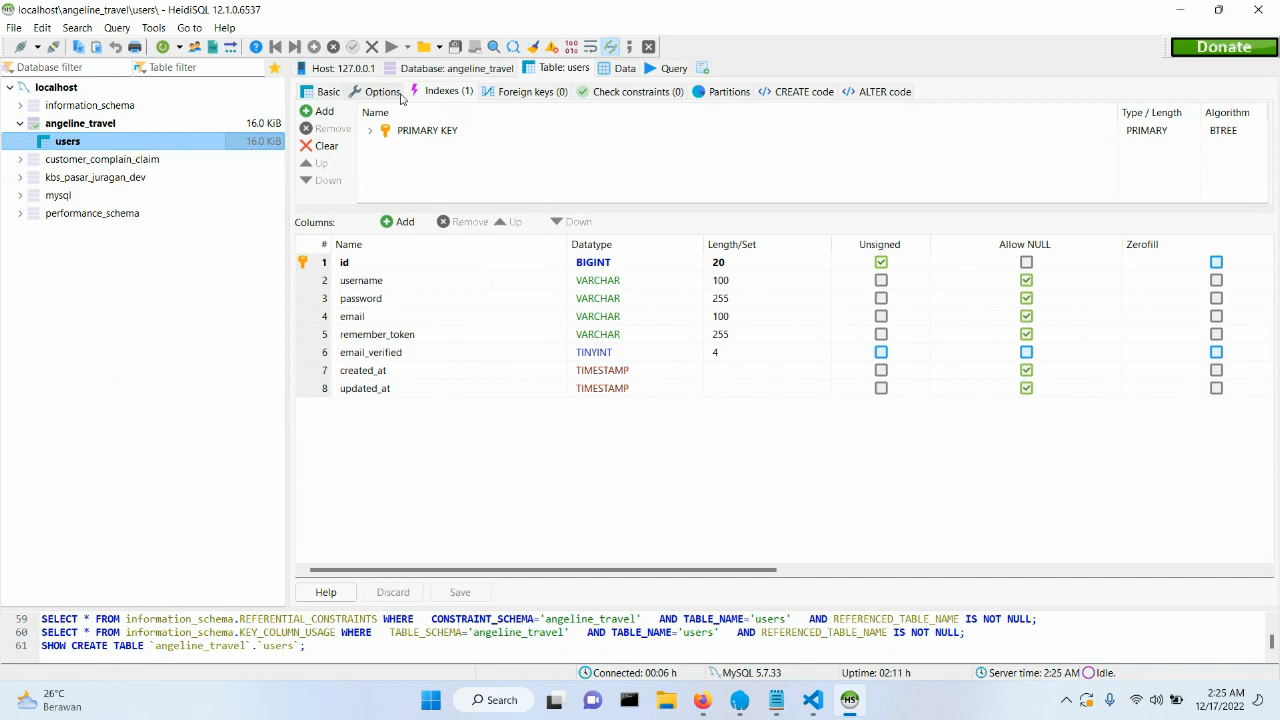 localhost\angeline_travel\users\ - HeidiSQL 12.1.0.6537
File Edit Search Query Tools Go to Help
Donate
Database filter Table filter Host: 127.0.0.1 Database: angeline_travel Table: users Data Query
localhost
information_schema
angeline_travel 16.0 KiB
users 16.0 KiB
customer_complain_claim
kbs_pasar_juragan_dev
mysql
performance_schema
Basic Options Indexes (1) Foreign keys (0) Check constraints (0) Partitions CREATE code ALTER code
Add Name Type / Length Algorithm
Remove PRIMARY KEY PRIMARY BTREE
Clear
Up
Down
Columns: Add Remove Up Down
# Name Datatype Length/Set Unsigned Allow NULL Zerofill
1 id BIGINT 20
2 username VARCHAR 100
3 password VARCHAR 255
4 email VARCHAR 100
5 remember_token VARCHAR 255
6 email_verified TINYINT 4
7 created_at TIMESTAMP
8 updated_at TIMESTAMP
Help Discard Save
59 SELECT * FROM information_schema.REFERENTIAL_CONSTRAINTS WHERE CONSTRAINT_SCHEMA='angeline_travel' AND TABLE_NAME='users' AND REFERENCED_TABLE_NAME IS NOT NULL;
60 SELECT * FROM information_schema.KEY_COLUMN_USAGE WHERE TABLE_SCHEMA='angeline_travel' AND TABLE_NAME='users' AND REFERENCED_TABLE_NAME IS NOT NULL;
61 SHOW CREATE TABLE `angeline_travel`.`users`;
Connected: 00:06 h MySQL 5.7.33 Uptime: 02:11 h Server time: 2:25 AM Idle.
26°C
Berawan
Search
HS
2:25 AM
12/17/2022